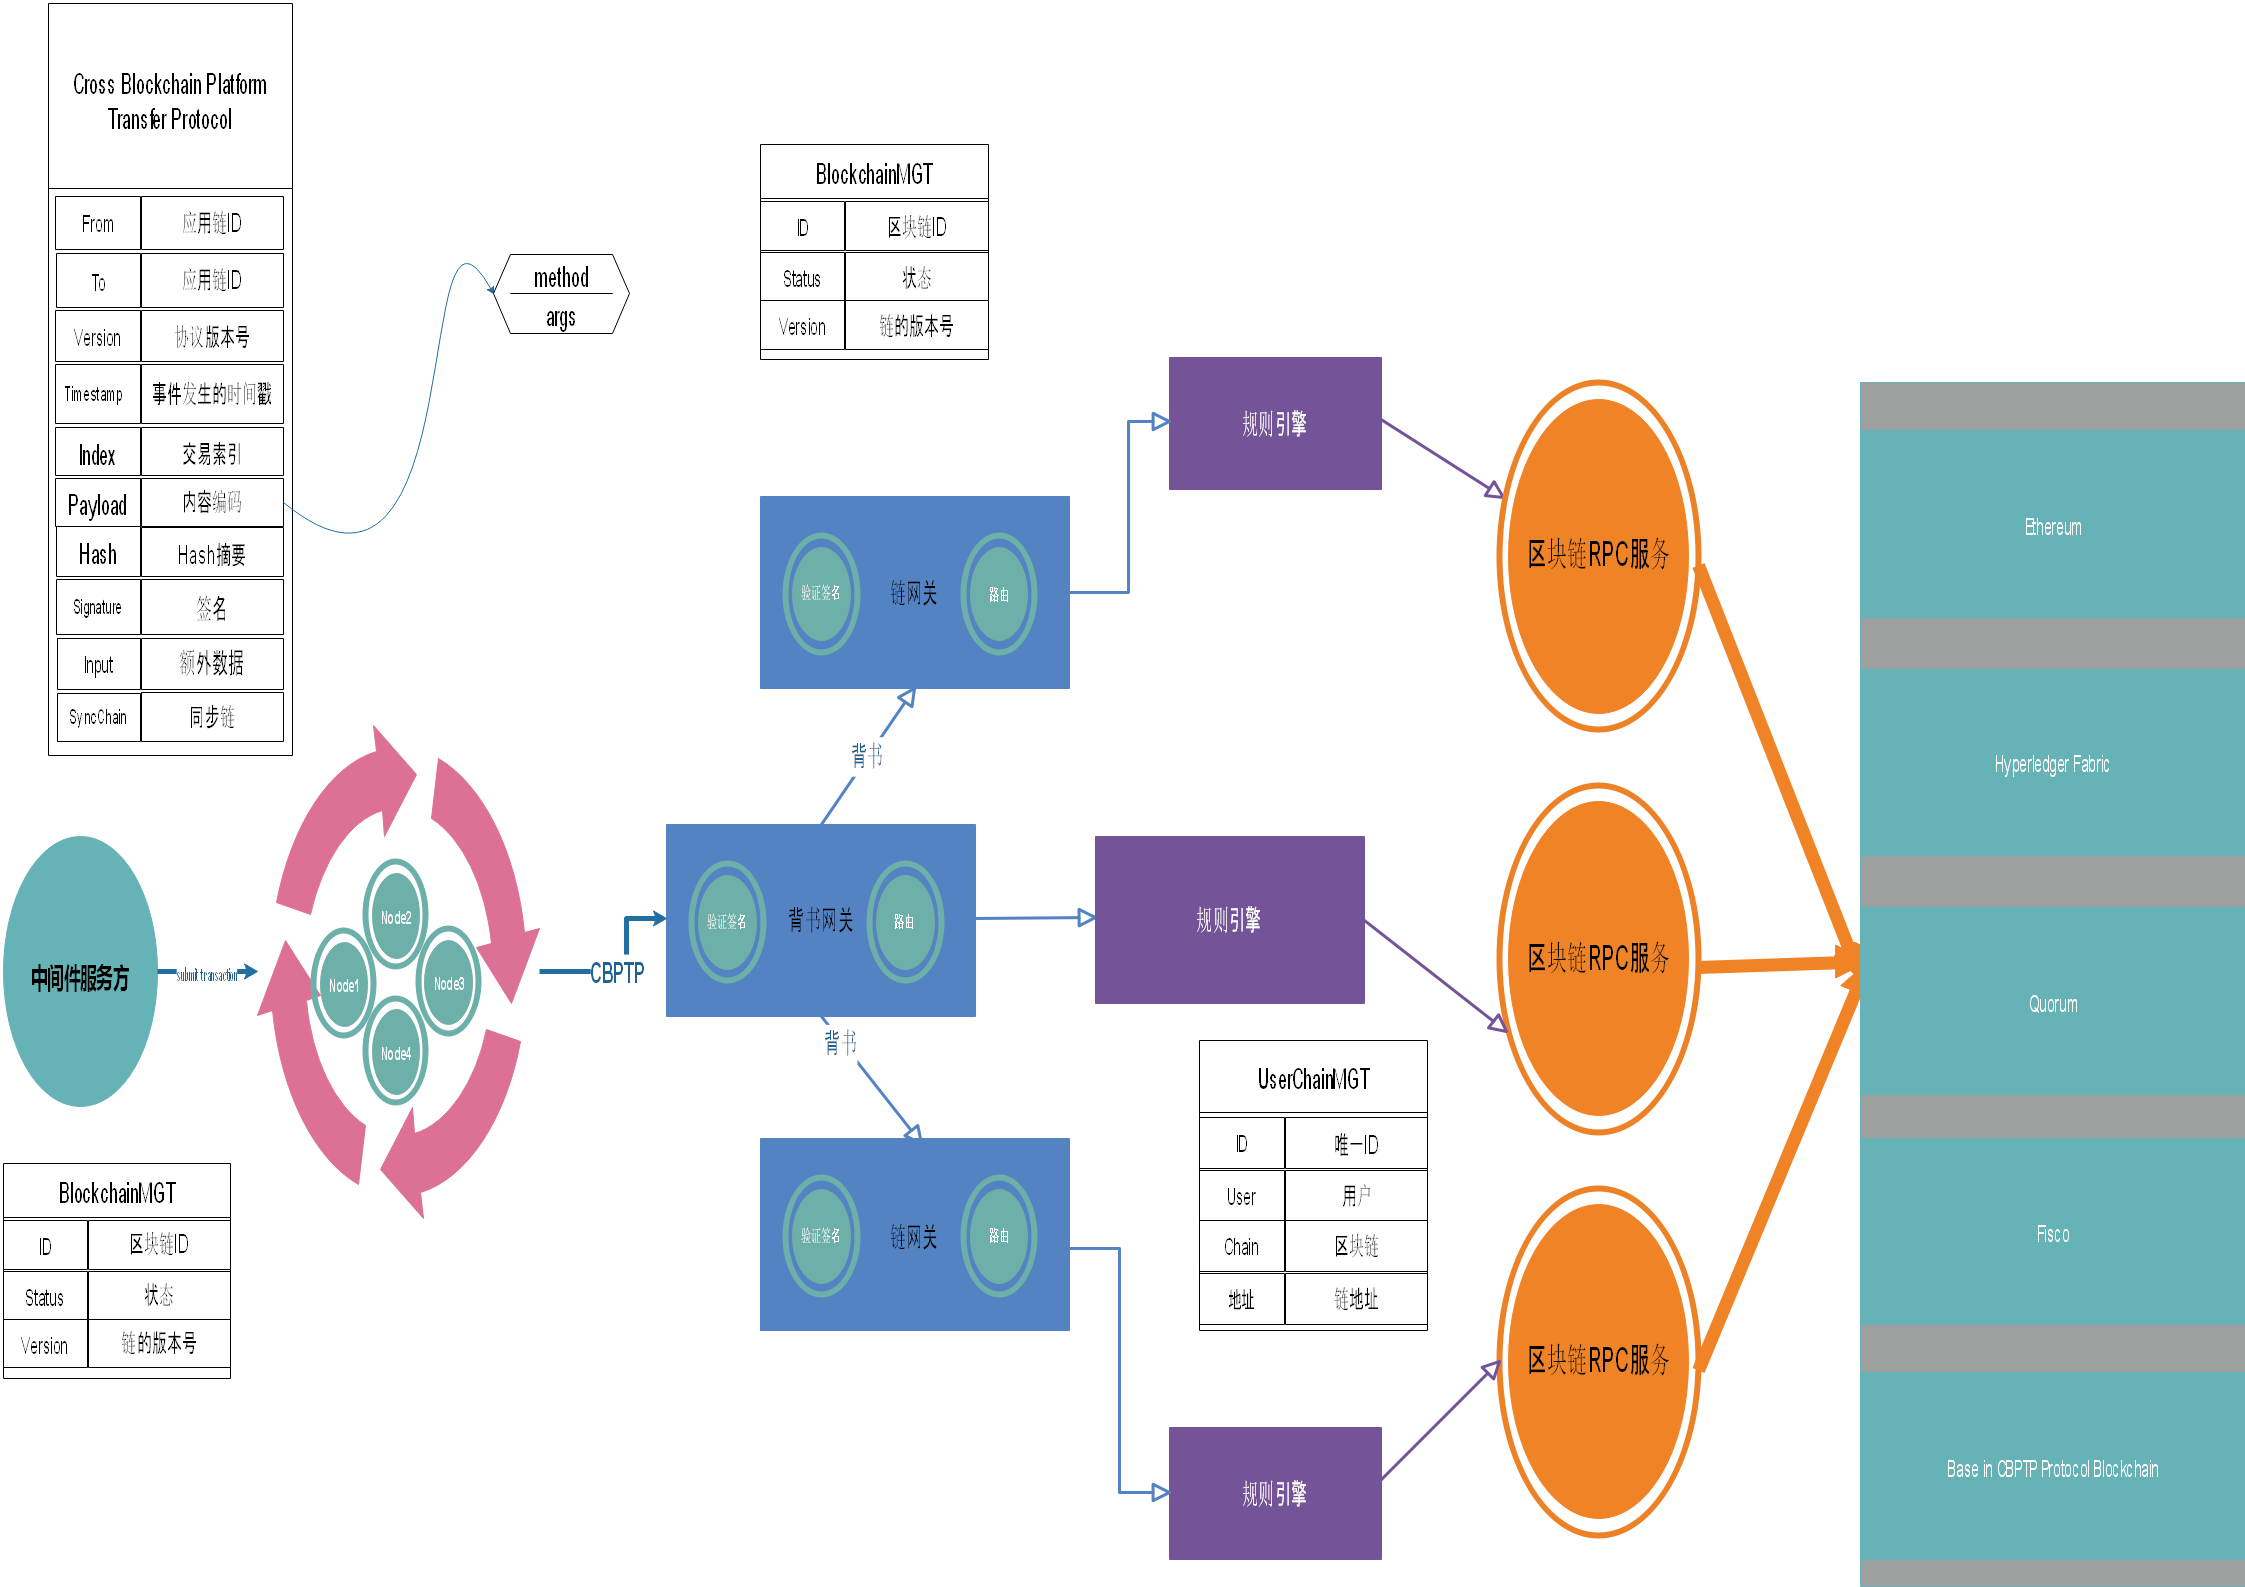 Cross Blockchain Platform
Transfer Protocol
From 应用链ID
To 应用链ID
Version 协议版本号
Timestamp 事件发生的时间戳
Index 交易索引
Payload 内容编码
Hash Hash摘要
Signature 签名
Input 额外数据
SyncChain 同步链
method
args
BlockchainMGT
ID 区块链ID
Status 状态
Version 链的版本号
规则引擎
区块链RPC服务
验证签名 链网关 路由
背书
中间件服务方
submit transaction
Node2
Node1
Node3
Node4
CBPTP
验证签名 背书网关 路由
规则引擎
区块链RPC服务
背书
验证签名 链网关 路由
UserChainMGT
ID 唯一ID
User 用户
Chain 区块链
地址 链地址
规则引擎
区块链RPC服务
BlockchainMGT
ID 区块链ID
Status 状态
Version 链的版本号
Ethereum
Hyperledger Fabric
Quorum
Fisco
Base in CBPTP Protocol Blockchain